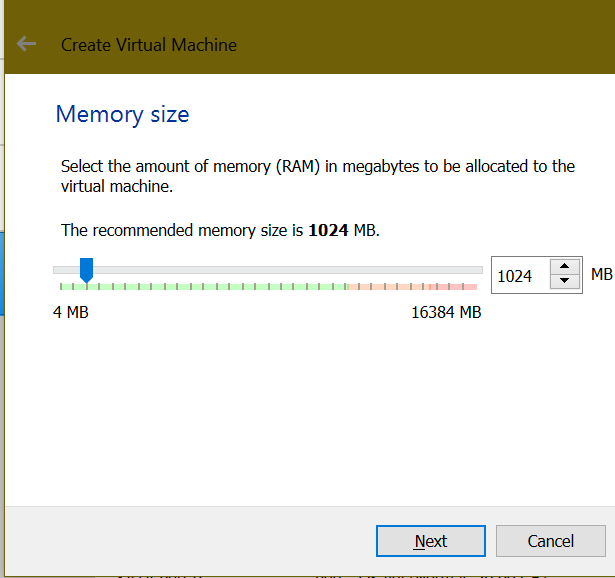 Create Virtual Machine
Memory size
Select the amount of memory (RAM) in megabytes to be allocated to the
virtual machine.
The recommended memory size is 1024 MB.
1024 MB
4 MB 16384 MB
Next Cancel